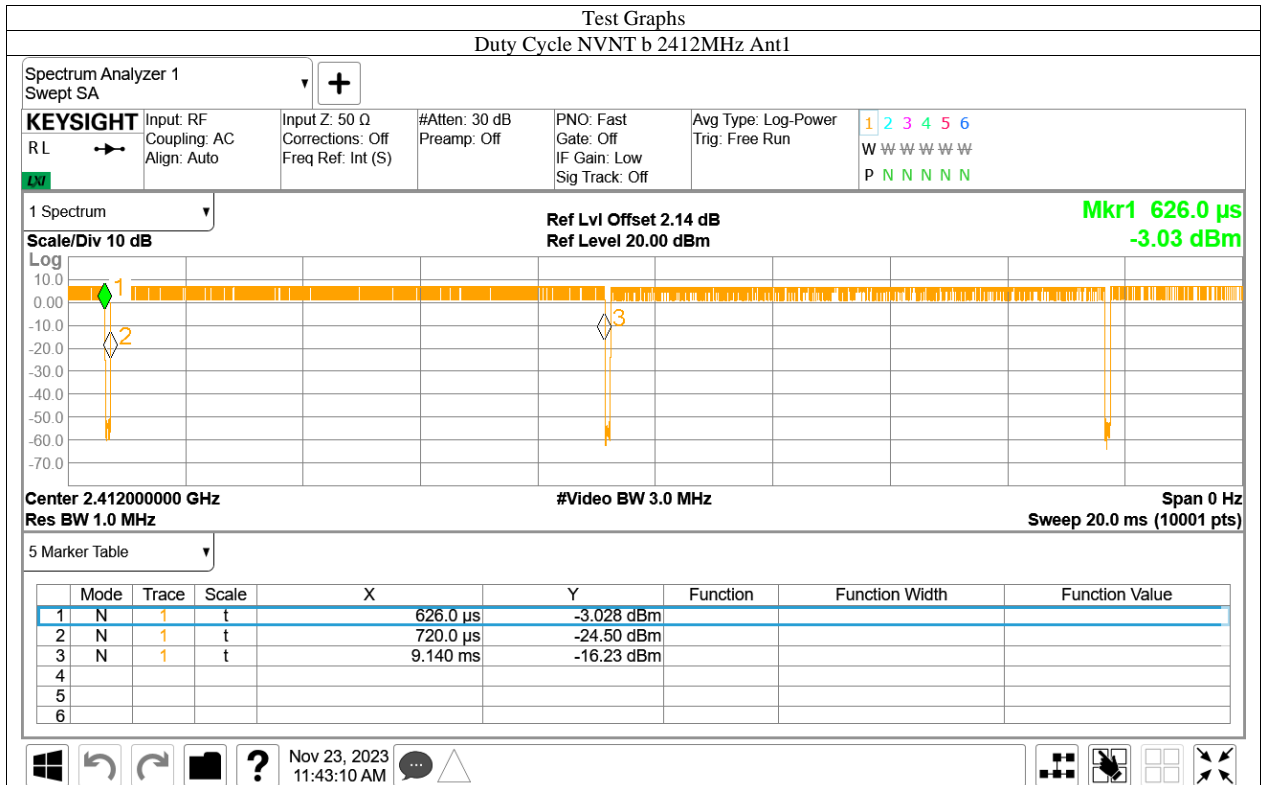 Test Graphs
Duty Cycle NVNT b 2412MHz Ant1
Spectrum Analyzer 1
Swept SA
KEYSIGHT
R L
LXI
Input: RF
Coupling: AC
Align: Auto
Input Z: 50 Ω
Corrections: Off
Freq Ref: Int (S)
#Atten: 30 dB
Preamp: Off
PNO: Fast
Gate: Off
IF Gain: Low
Sig Track: Off
Avg Type: Log-Power
Trig: Free Run
1 2 3 4 5 6
W W W W W W
P N N N N N
1 Spectrum
Scale/Div 10 dB
Ref Lvl Offset 2.14 dB
Ref Level 20.00 dBm
Mkr1 626.0 µs
-3.03 dBm
Log
10.0
0.00
-10.0
-20.0
-30.0
-40.0
-50.0
-60.0
-70.0
1
2
3
Center 2.412000000 GHz
#Video BW 3.0 MHz
Span 0 Hz
Res BW 1.0 MHz
Sweep 20.0 ms (10001 pts)
5 Marker Table
Mode Trace Scale X Y Function Function Width Function Value
1 N 1 t 626.0 µs -3.028 dBm
2 N 1 t 720.0 µs -24.50 dBm
3 N 1 t 9.140 ms -16.23 dBm
4
5
6
?
Nov 23, 2023
11:43:10 AM